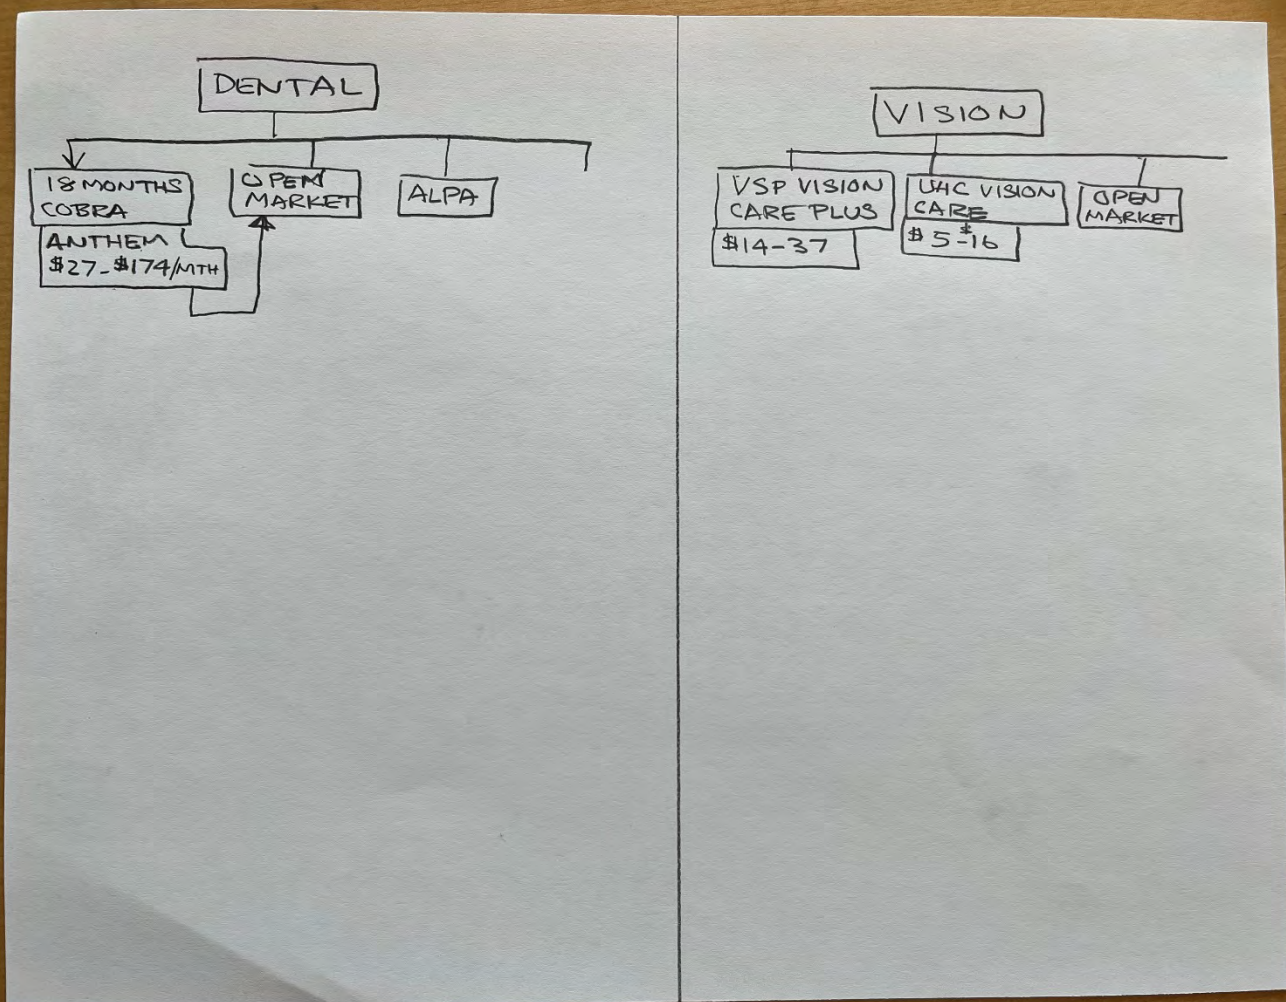 DENTAL
18 MONTHS
COBRA
ANTHEM
$27-$174/MTH
OPEN
MARKET
ALPA
VISION
VSP VISION
CARE PLUS
$14-37
UHC VISION
CARE
$5-$16
OPEN
MARKET